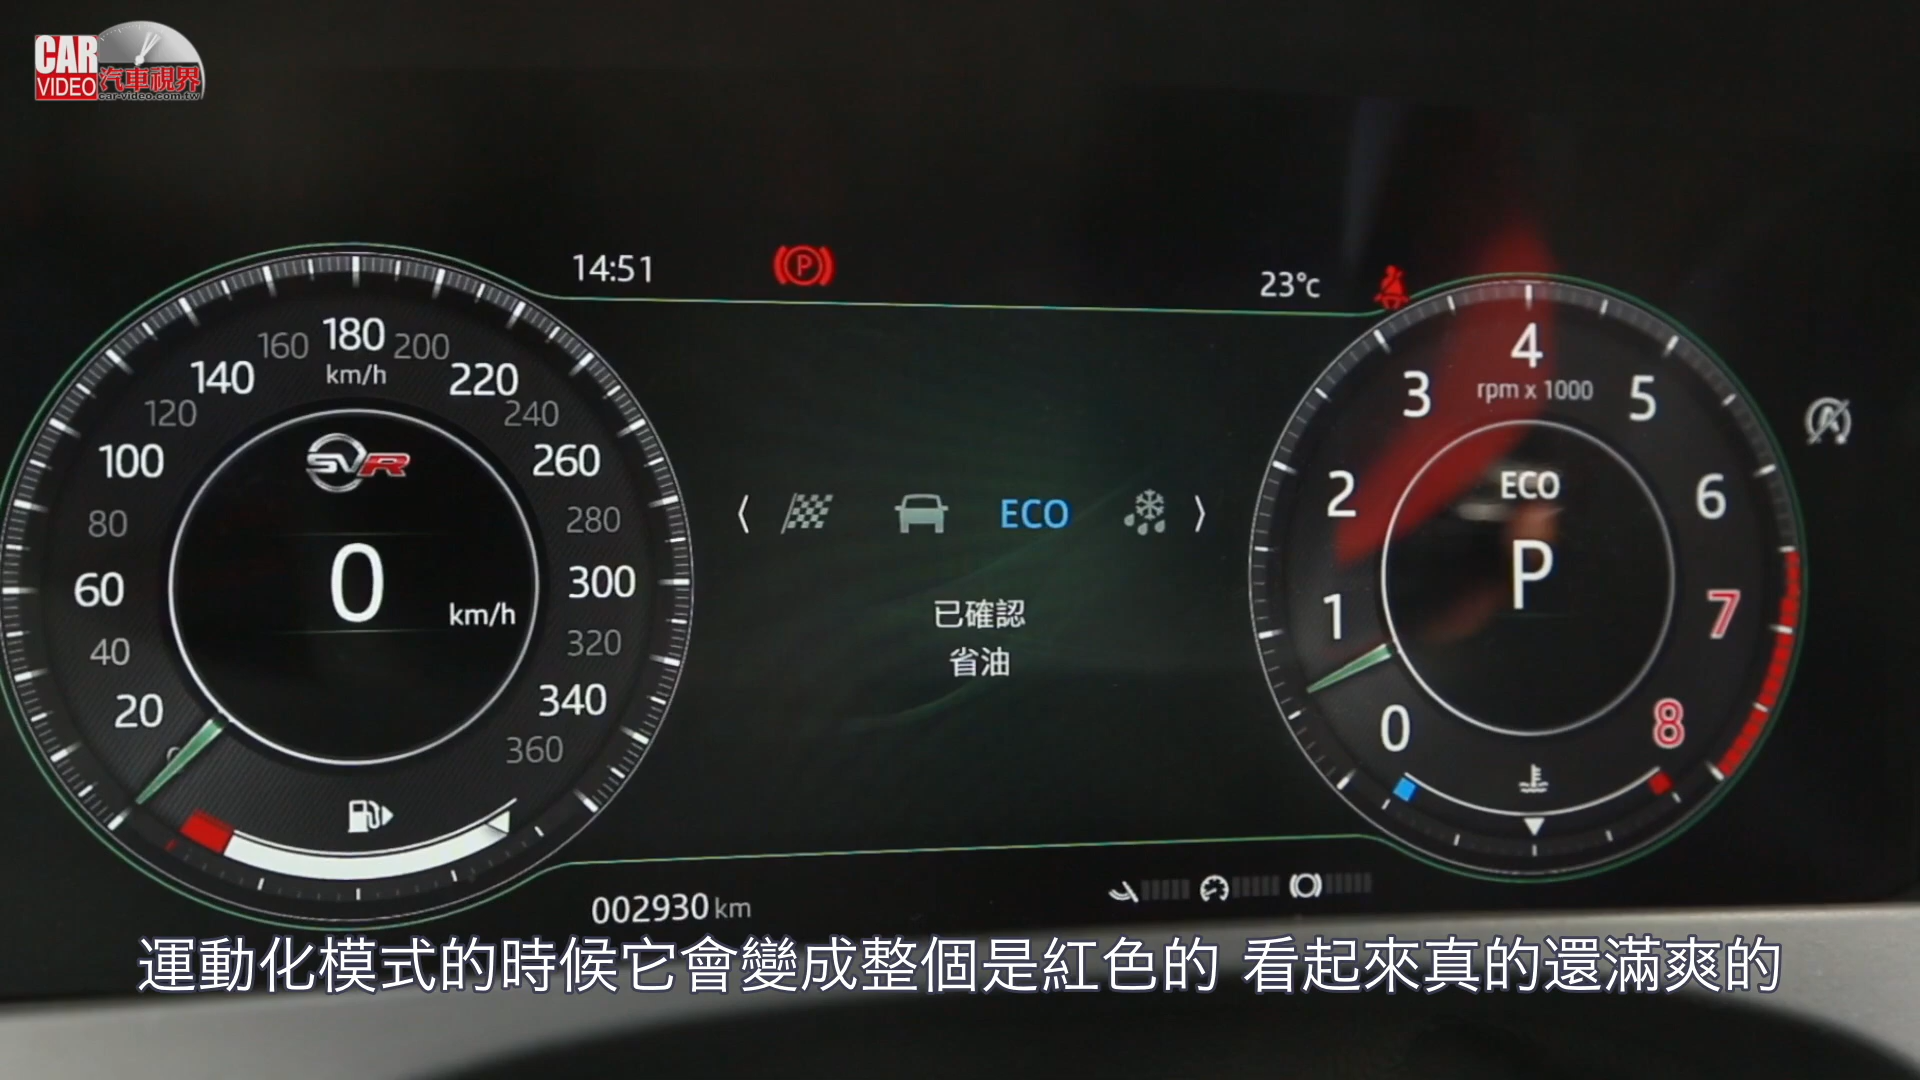 CAR
VIDEO 汽車視界
car-video.com.tw
14:51
P
23°c
160 180 200
km/h
140 220
120 240
100 260
80 280
60 300
40 320
20 340
0 360
SVR
0
km/h
ECO
已確認
省油
4
rpm x 1000
3 5
2 6
1 7
0 8
ECO
P
A
002930 km
運動化模式的時候它會變成整個是紅色的 看起來真的還滿爽的